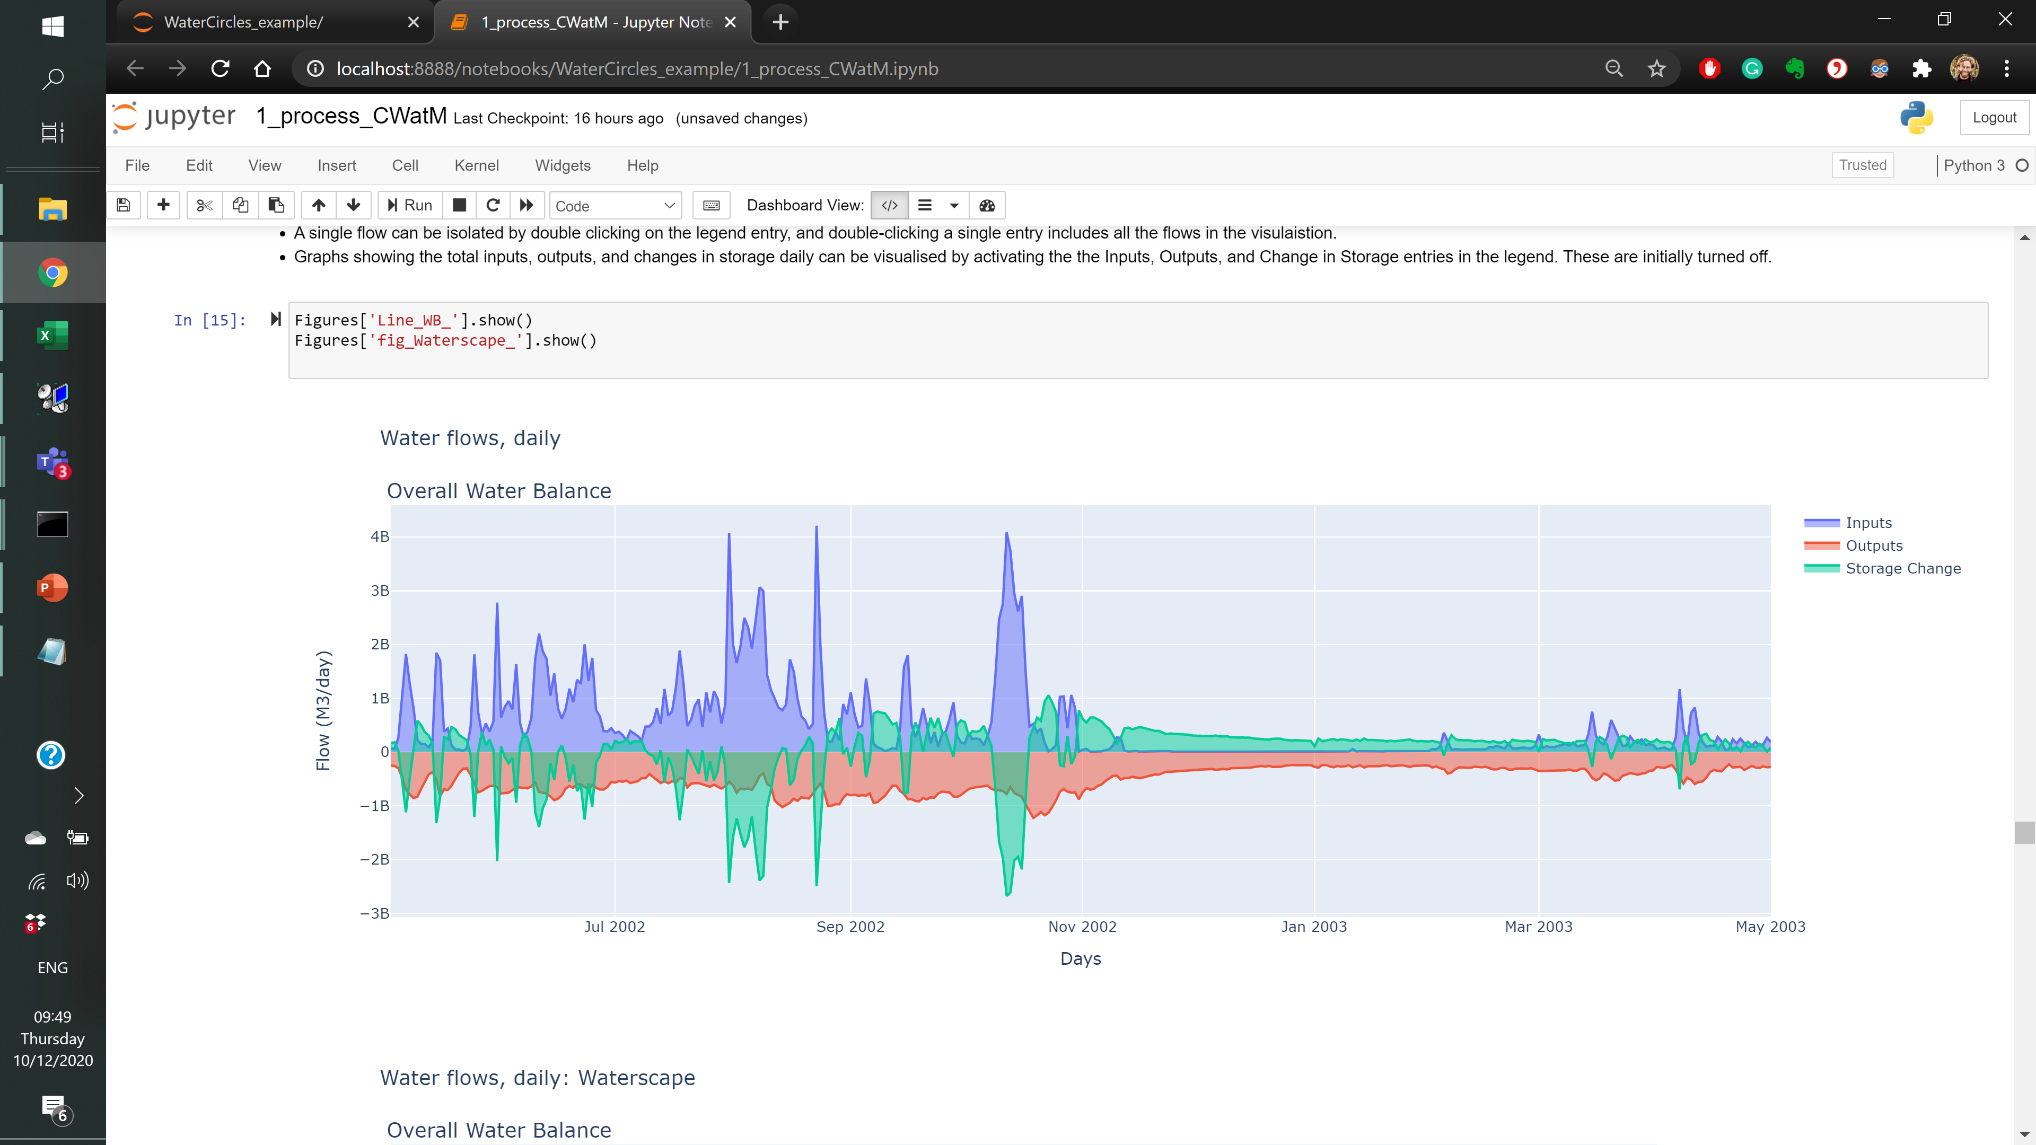 WaterCircles_example/
1_process_CWatM - Jupyter Note
localhost:8888/notebooks/WaterCircles_example/1_process_CWatM.ipynb
jupyter 1_process_CWatM Last Checkpoint: 16 hours ago (unsaved changes)
Logout
File Edit View Insert Cell Kernel Widgets Help
Trusted Python 3
Run Code Dashboard View:
• A single flow can be isolated by double clicking on the legend entry, and double-clicking a single entry includes all the flows in the visulaistion.
• Graphs showing the total inputs, outputs, and changes in storage daily can be visualised by activating the the Inputs, Outputs, and Change in Storage entries in the legend. These are initially turned off.
In [15]: Figures['Line_WB_'].show()
Figures['fig_Waterscape_'].show()
Water flows, daily
Overall Water Balance
4B
3B
2B
1B
0
−1B
−2B
−3B
Flow (M3/day)
Jul 2002 Sep 2002 Nov 2002 Jan 2003 Mar 2003 May 2003
Days
Inputs
Outputs
Storage Change
Water flows, daily: Waterscape
Overall Water Balance
X
T
3
P
?
6
ENG
09:49
Thursday
10/12/2020
6